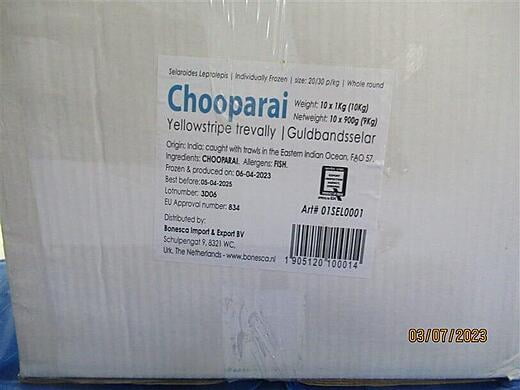 Selaroides Leptolepis | Individually Frozen | size: 20/30 p/kg | Whole round
Chooparai Weight: 10 x 1Kg (10Kg)
Netweight: 10 x 900g (9Kg)
Yellowstripe trevally | Guldbandsselar
Origin: India: caught with trawls in the Eastern Indian Ocean, FAO 57.
Ingredients: CHOOPARAI. Allergens: FISH.
Frozen & produced on: 06-04-2023
Best before: 05-04-2025
Lotnumber: 3D06
EU Approval number: 834
Art# 01SEL0001
Distributed by:
Bonesca Import & Export BV
Schulpengat 9, 8321 WC,
Urk. The Netherlands - www.bonesca.nl
1 905120 100014
03/07/2023